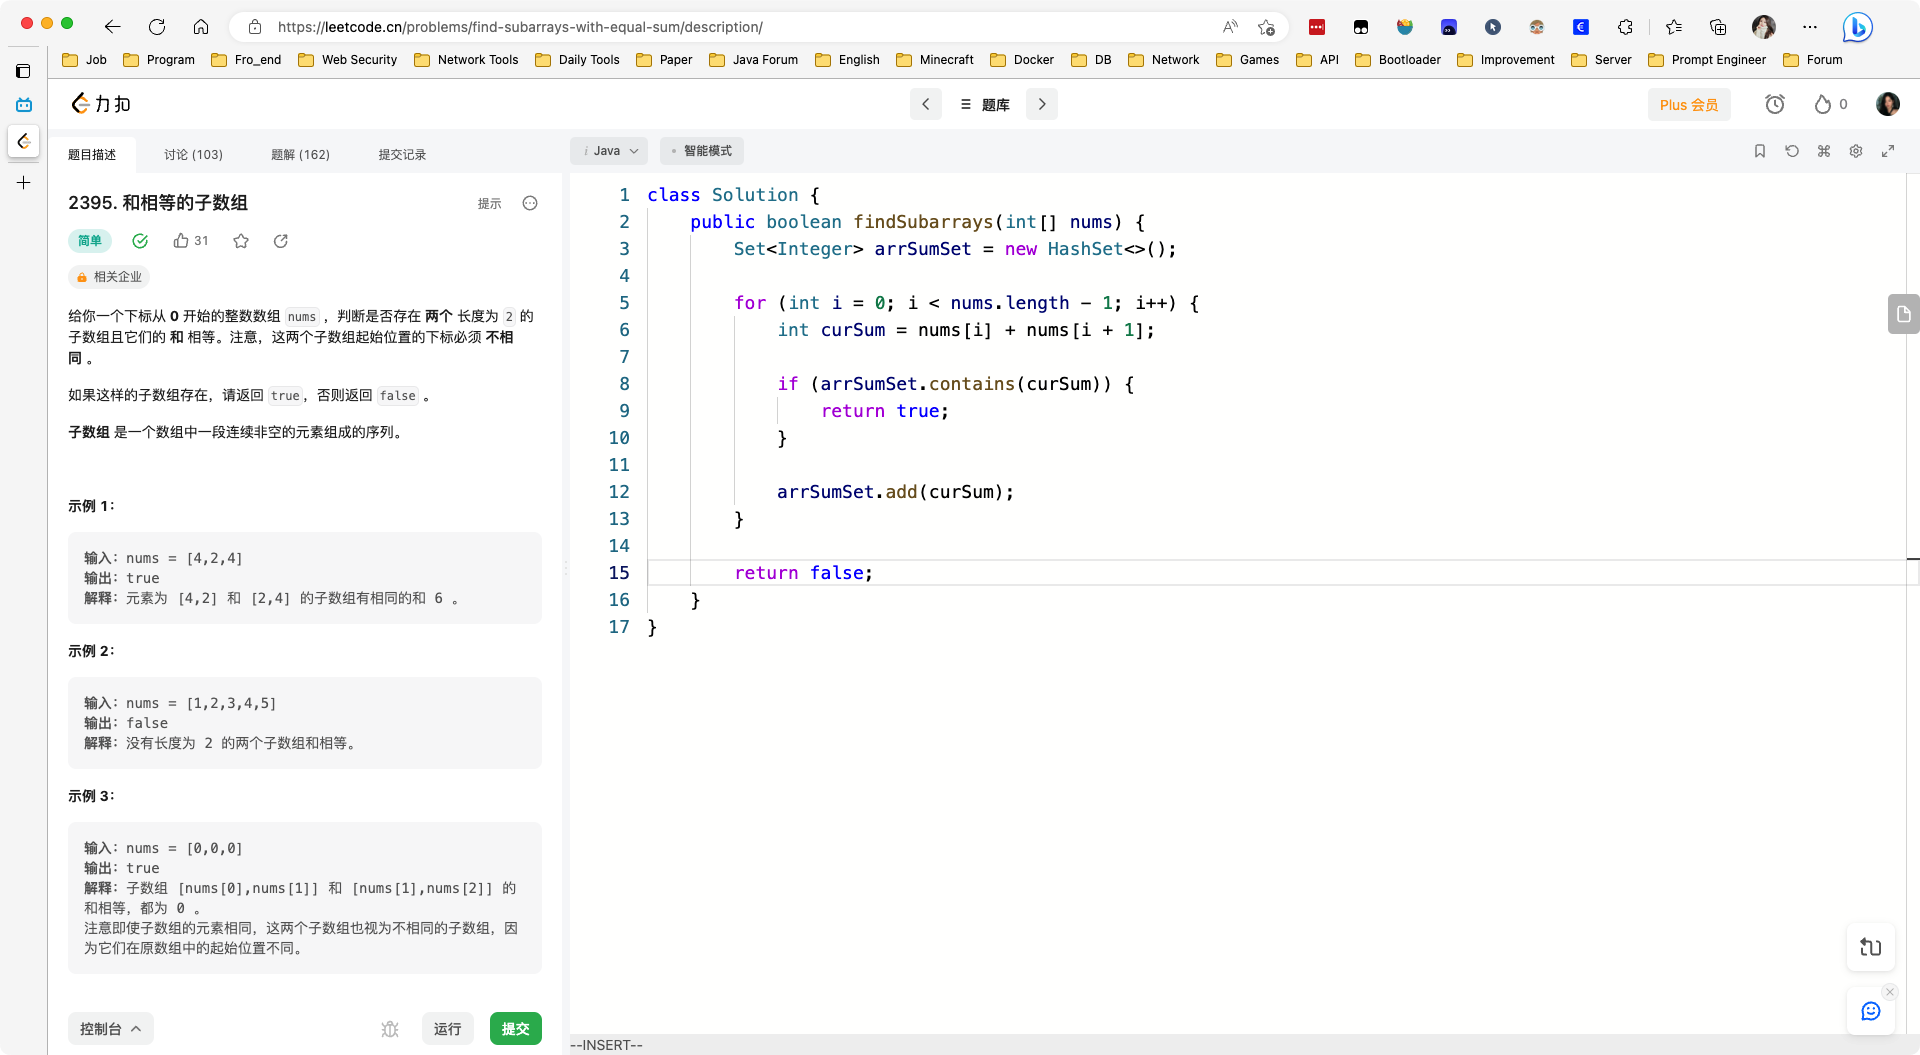 https://leetcode.cn/problems/find-subarrays-with-equal-sum/description/
Job Program Fro_end Web Security Network Tools Daily Tools Paper Java Forum English Minecraft Docker DB Network Games API Bootloader Improvement Server Prompt Engineer Forum
力扣
题库
Plus 会员
0
题目描述 讨论 (103) 题解 (162) 提交记录
2395. 和相等的子数组
提示
简单 31
相关企业
给你一个下标从 0 开始的整数数组 nums ，判断是否存在 两个 长度为 2 的
子数组且它们的 和 相等。注意，这两个子数组起始位置的下标必须 不相
同 。
如果这样的子数组存在，请返回 true，否则返回 false 。
子数组 是一个数组中一段连续非空的元素组成的序列。
示例 1：
输入：nums = [4,2,4]
输出：true
解释：元素为 [4,2] 和 [2,4] 的子数组有相同的和 6 。
示例 2：
输入：nums = [1,2,3,4,5]
输出：false
解释：没有长度为 2 的两个子数组和相等。
示例 3：
输入：nums = [0,0,0]
输出：true
解释：子数组 [nums[0],nums[1]] 和 [nums[1],nums[2]] 的
和相等，都为 0 。
注意即使子数组的元素相同，这两个子数组也视为不相同的子数组，因
为它们在原数组中的起始位置不同。
控制台
运行
提交
i Java
智能模式
1 class Solution {
2 public boolean findSubarrays(int[] nums) {
3 Set<Integer> arrSumSet = new HashSet<>();
4
5 for (int i = 0; i < nums.length - 1; i++) {
6 int curSum = nums[i] + nums[i + 1];
7
8 if (arrSumSet.contains(curSum)) {
9 return true;
10 }
11
12 arrSumSet.add(curSum);
13 }
14
15 return false;
16 }
17 }
--INSERT--